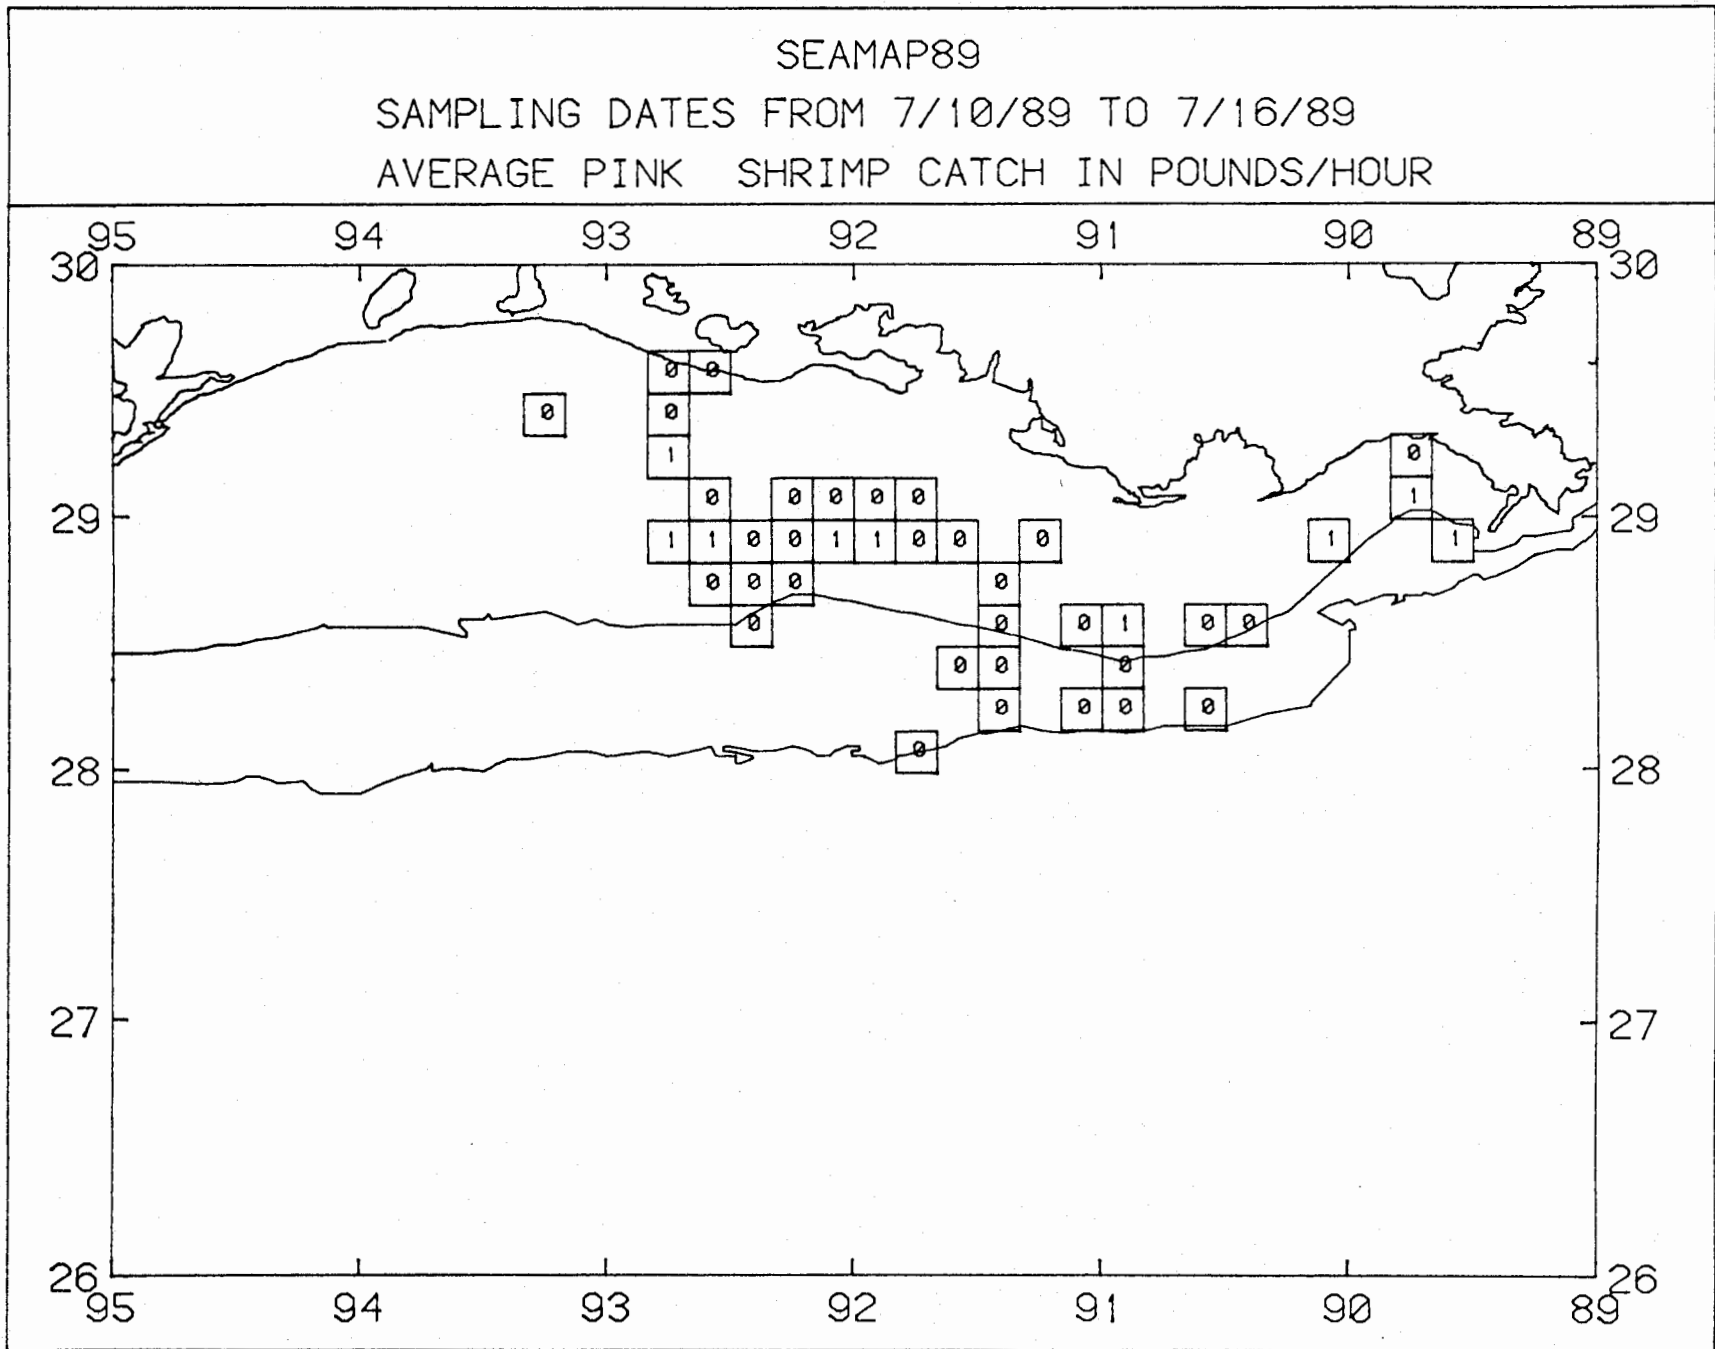 SEAMAP89
SAMPLING DATES FROM 7/10/89 TO 7/16/89
AVERAGE PINK SHRIMP CATCH IN POUNDS/HOUR
95 94 93 92 91 90 89
30 30
0 0
0 0
1 0
0 0 0 0 0 1
29 29
1 1 0 0 1 1 0 0 0 1 1
0 0 0 0
0 0 0 1 0 0
0 0 0
0 0 0 0
0
28 28
27 27
26 26
95 94 93 92 91 90 89